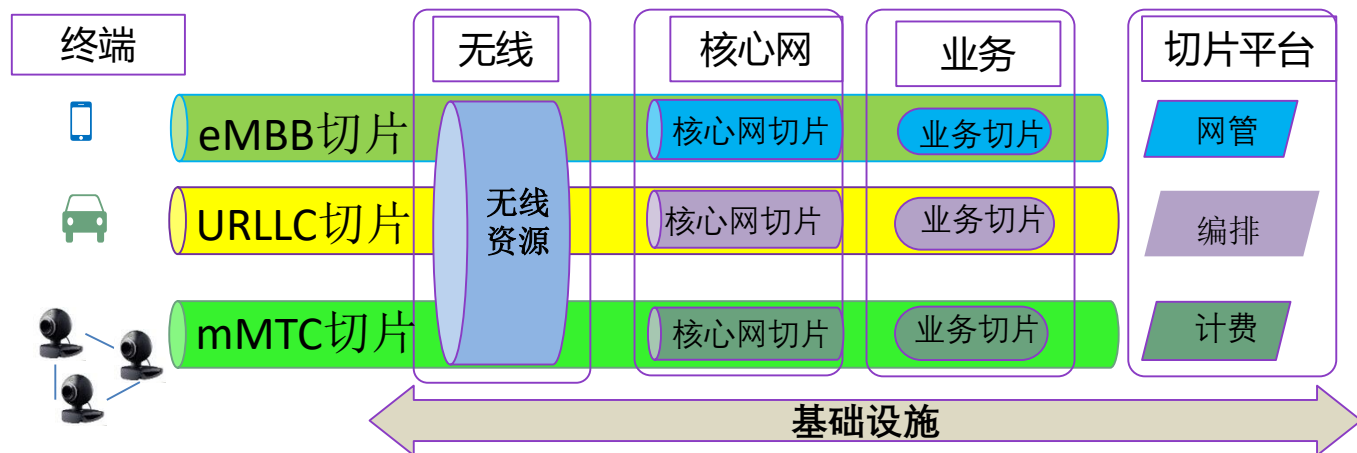 终端
无线
核心网
业务
切片平台
eMBB切片
核心网切片
业务切片
网管
无线
资源
URLLC切片
核心网切片
业务切片
编排
mMTC切片
核心网切片
业务切片
计费
基础设施